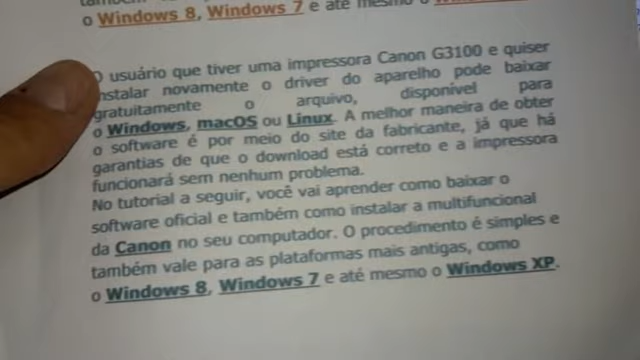 o Windows 8, Windows 7 e até mesmo o
usuário que tiver uma impressora Canon G3100 e quiser
instalar novamente o driver do aparelho pode baixar
gratuitamente o arquivo, disponível para
o Windows, macOS ou Linux. A melhor maneira de obter
o software é por meio do site da fabricante, já que há
garantias de que o download está correto e a impressora
funcionará sem nenhum problema.
No tutorial a seguir, você vai aprender como baixar o
software oficial e também como instalar a multifuncional
da Canon no seu computador. O procedimento é simples e
também vale para as plataformas mais antigas, como
o Windows 8, Windows 7 e até mesmo o Windows XP.